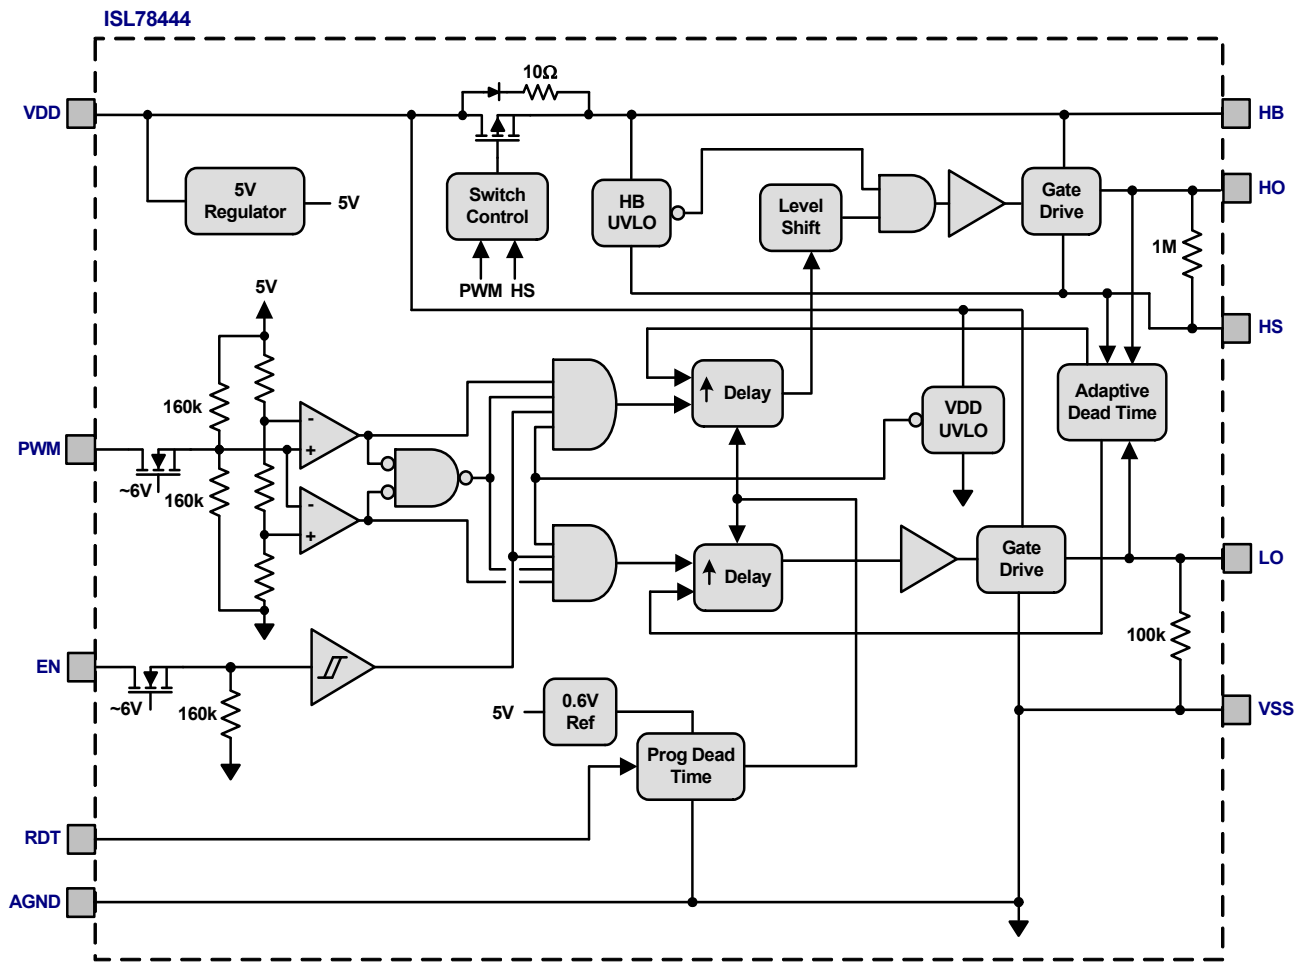 ISL78444
10Ω
VDD
HB
5V
Regulator
5V
Switch
Control
HB
UVLO
Level
Shift
Gate
Drive
HO
1M
PWM HS
5V
HS
160k
Delay
VDD
UVLO
Adaptive
Dead Time
PWM
-
+
~6V
160k
-
+
Delay
Gate
Drive
LO
100k
EN
~6V
160k
5V
0.6V
Ref
VSS
Prog Dead
Time
RDT
AGND